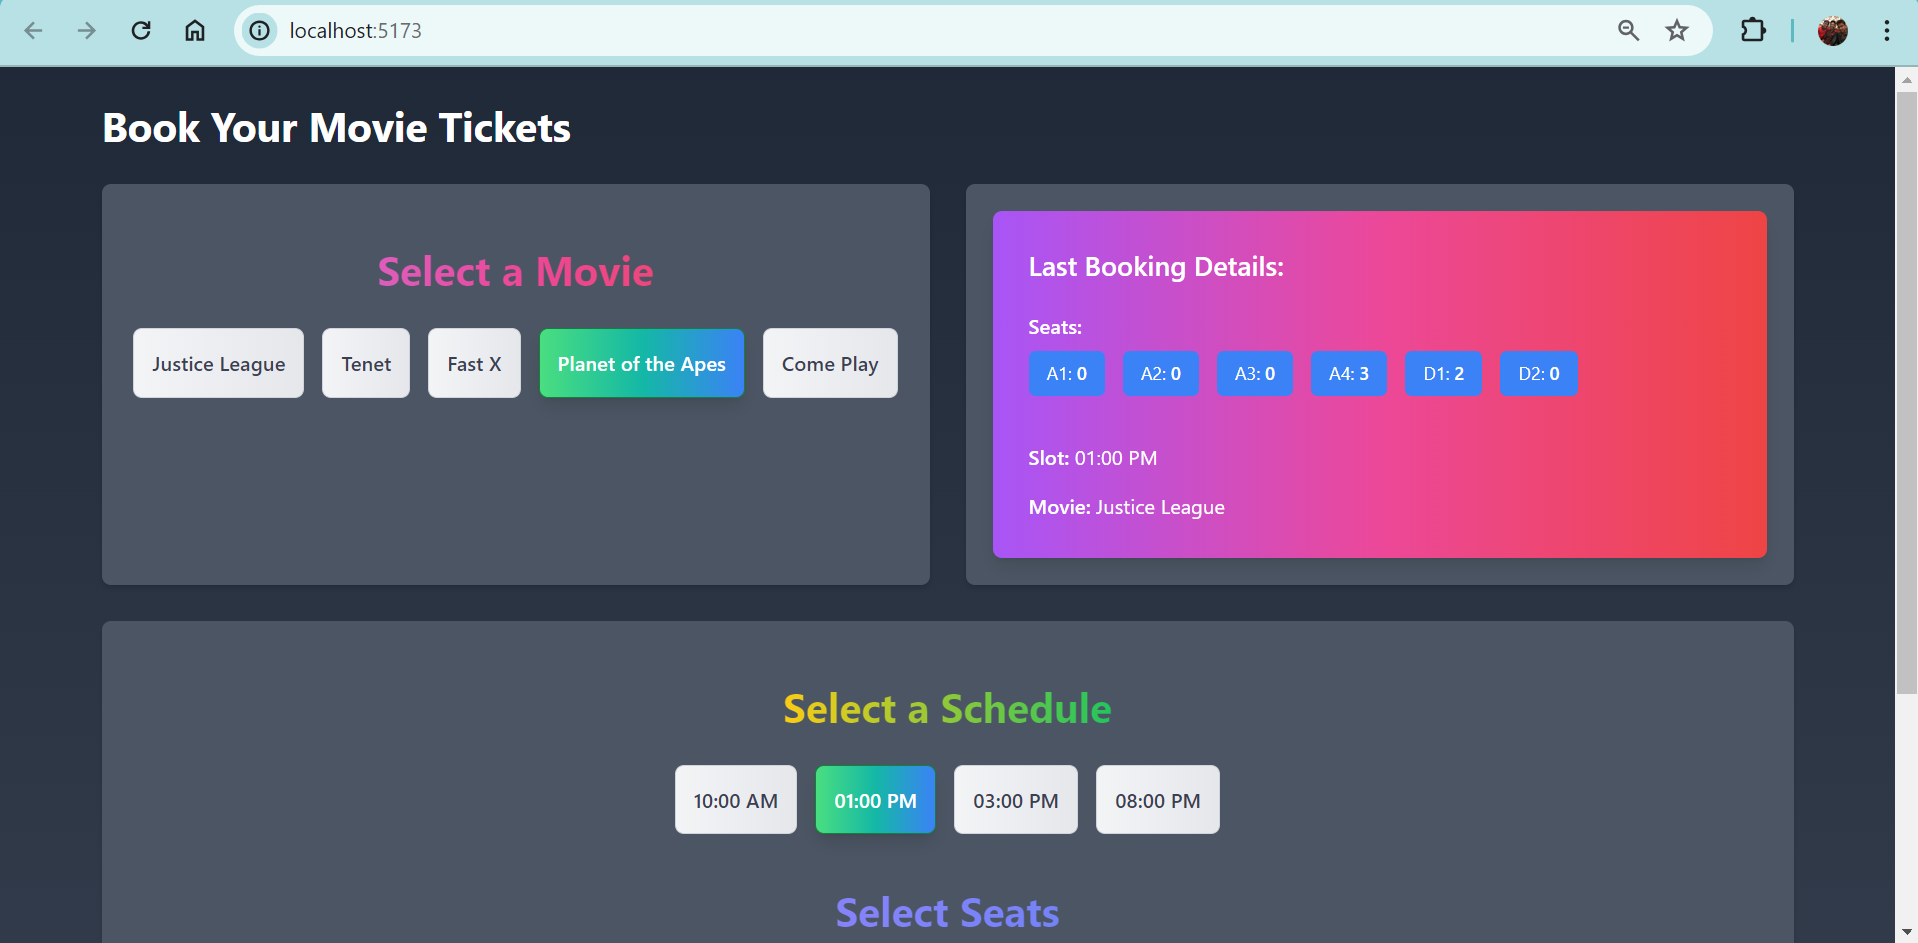 localhost:5173
Book Your Movie Tickets
Select a Movie
Justice League
Tenet
Fast X
Planet of the Apes
Come Play
Last Booking Details:
Seats:
A1: 0
A2: 0
A3: 0
A4: 3
D1: 2
D2: 0
Slot: 01:00 PM
Movie: Justice League
Select a Schedule
10:00 AM
01:00 PM
03:00 PM
08:00 PM
Select Seats